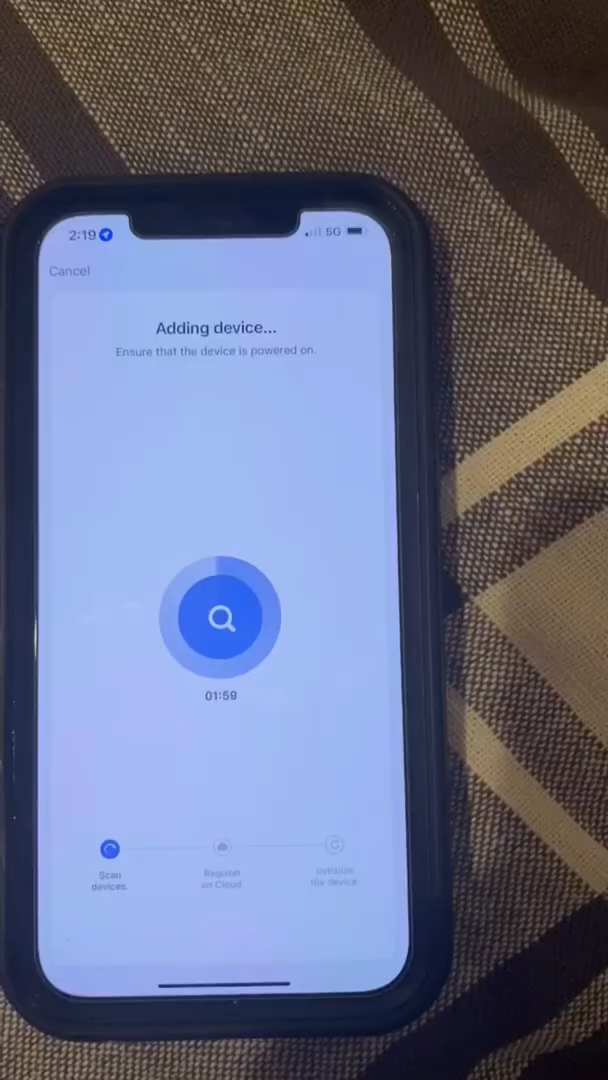 2:19 5G
Cancel
Adding device...
Ensure that the device is powered on.
01:59
Scan
devices.
Register
on Cloud
Initialize
the device.